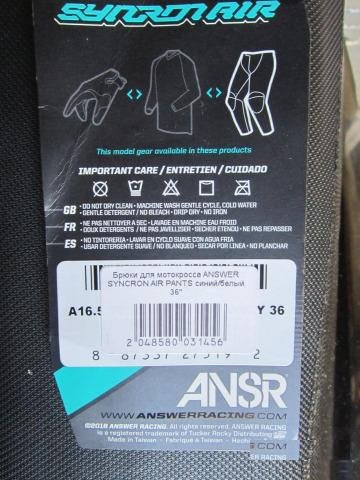 SYNCRON AIR
This model gear available in these products
IMPORTANT CARE / ENTRETIEN / CUIDADO
GB • DO NOT DRY CLEAN • MACHINE WASH GENTLE CYCLE, COLD WATER
• GENTLE DETERGENT / NO BLEACH • DRIP DRY • NO IRON
FR • NE PAS NETTOYER A SEC • LAVAGE EN MACHINE EAU FROID
• DOUX DETERGENTS / NE PAS JAVELLISER • SECHER ETENDU • NE PAS REPASSER
ES • NO TINTORERIA • LAVAR EN CYCLO SUAVE CON AGUA FRIA
• USAR DETERGENTE SUAVE / NO BLANQUEO • SECAR POR LINEA • NO PLANCHAR
Брюки для мотокросса ANSWER
SYNCRON AIR PANTS синий/белый
36"
A16.5
Y 36
2 048580 031456
ANSR
WWW.ANSWERRACING.COM
©2016 ANSWER RACING. ANSWER RACING
is a registered trademark of Tucker Rocky Distributing
Made in Taiwan • Fabriqué à Taiwan •